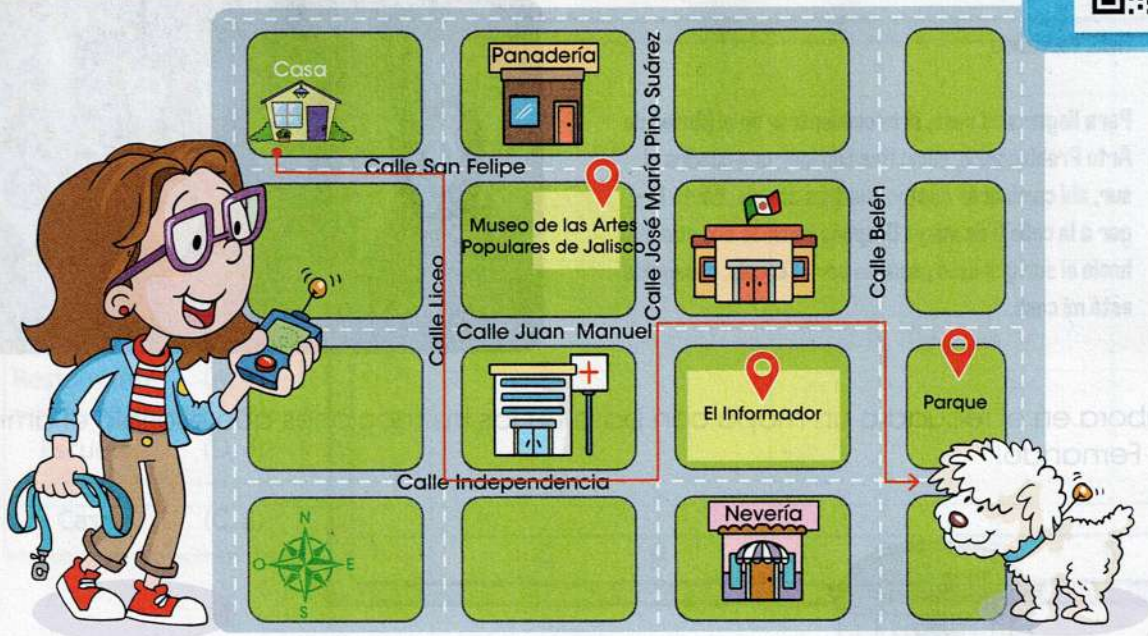 Casa
Panadería
Calle San Felipe
Calle José María Pino Suárez
Museo de las Artes
Populares de Jalisco
Calle Liceo
Calle Belén
Calle Juan Manuel
El Informador
Parque
Calle Independencia
Nevería
N
O
E
S